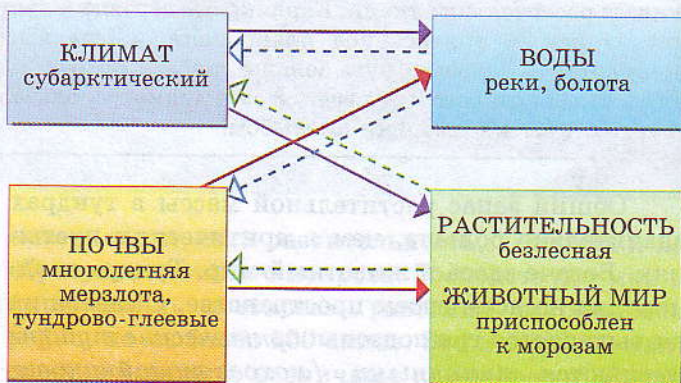 КЛИМАТ
субарктический
ВОДЫ
реки, болота
ПОЧВЫ
многолетняя
мерзлота,
тундрово-глеевые
РАСТИТЕЛЬНОСТЬ
безлесная
ЖИВОТНЫЙ МИР
приспособлен
к морозам